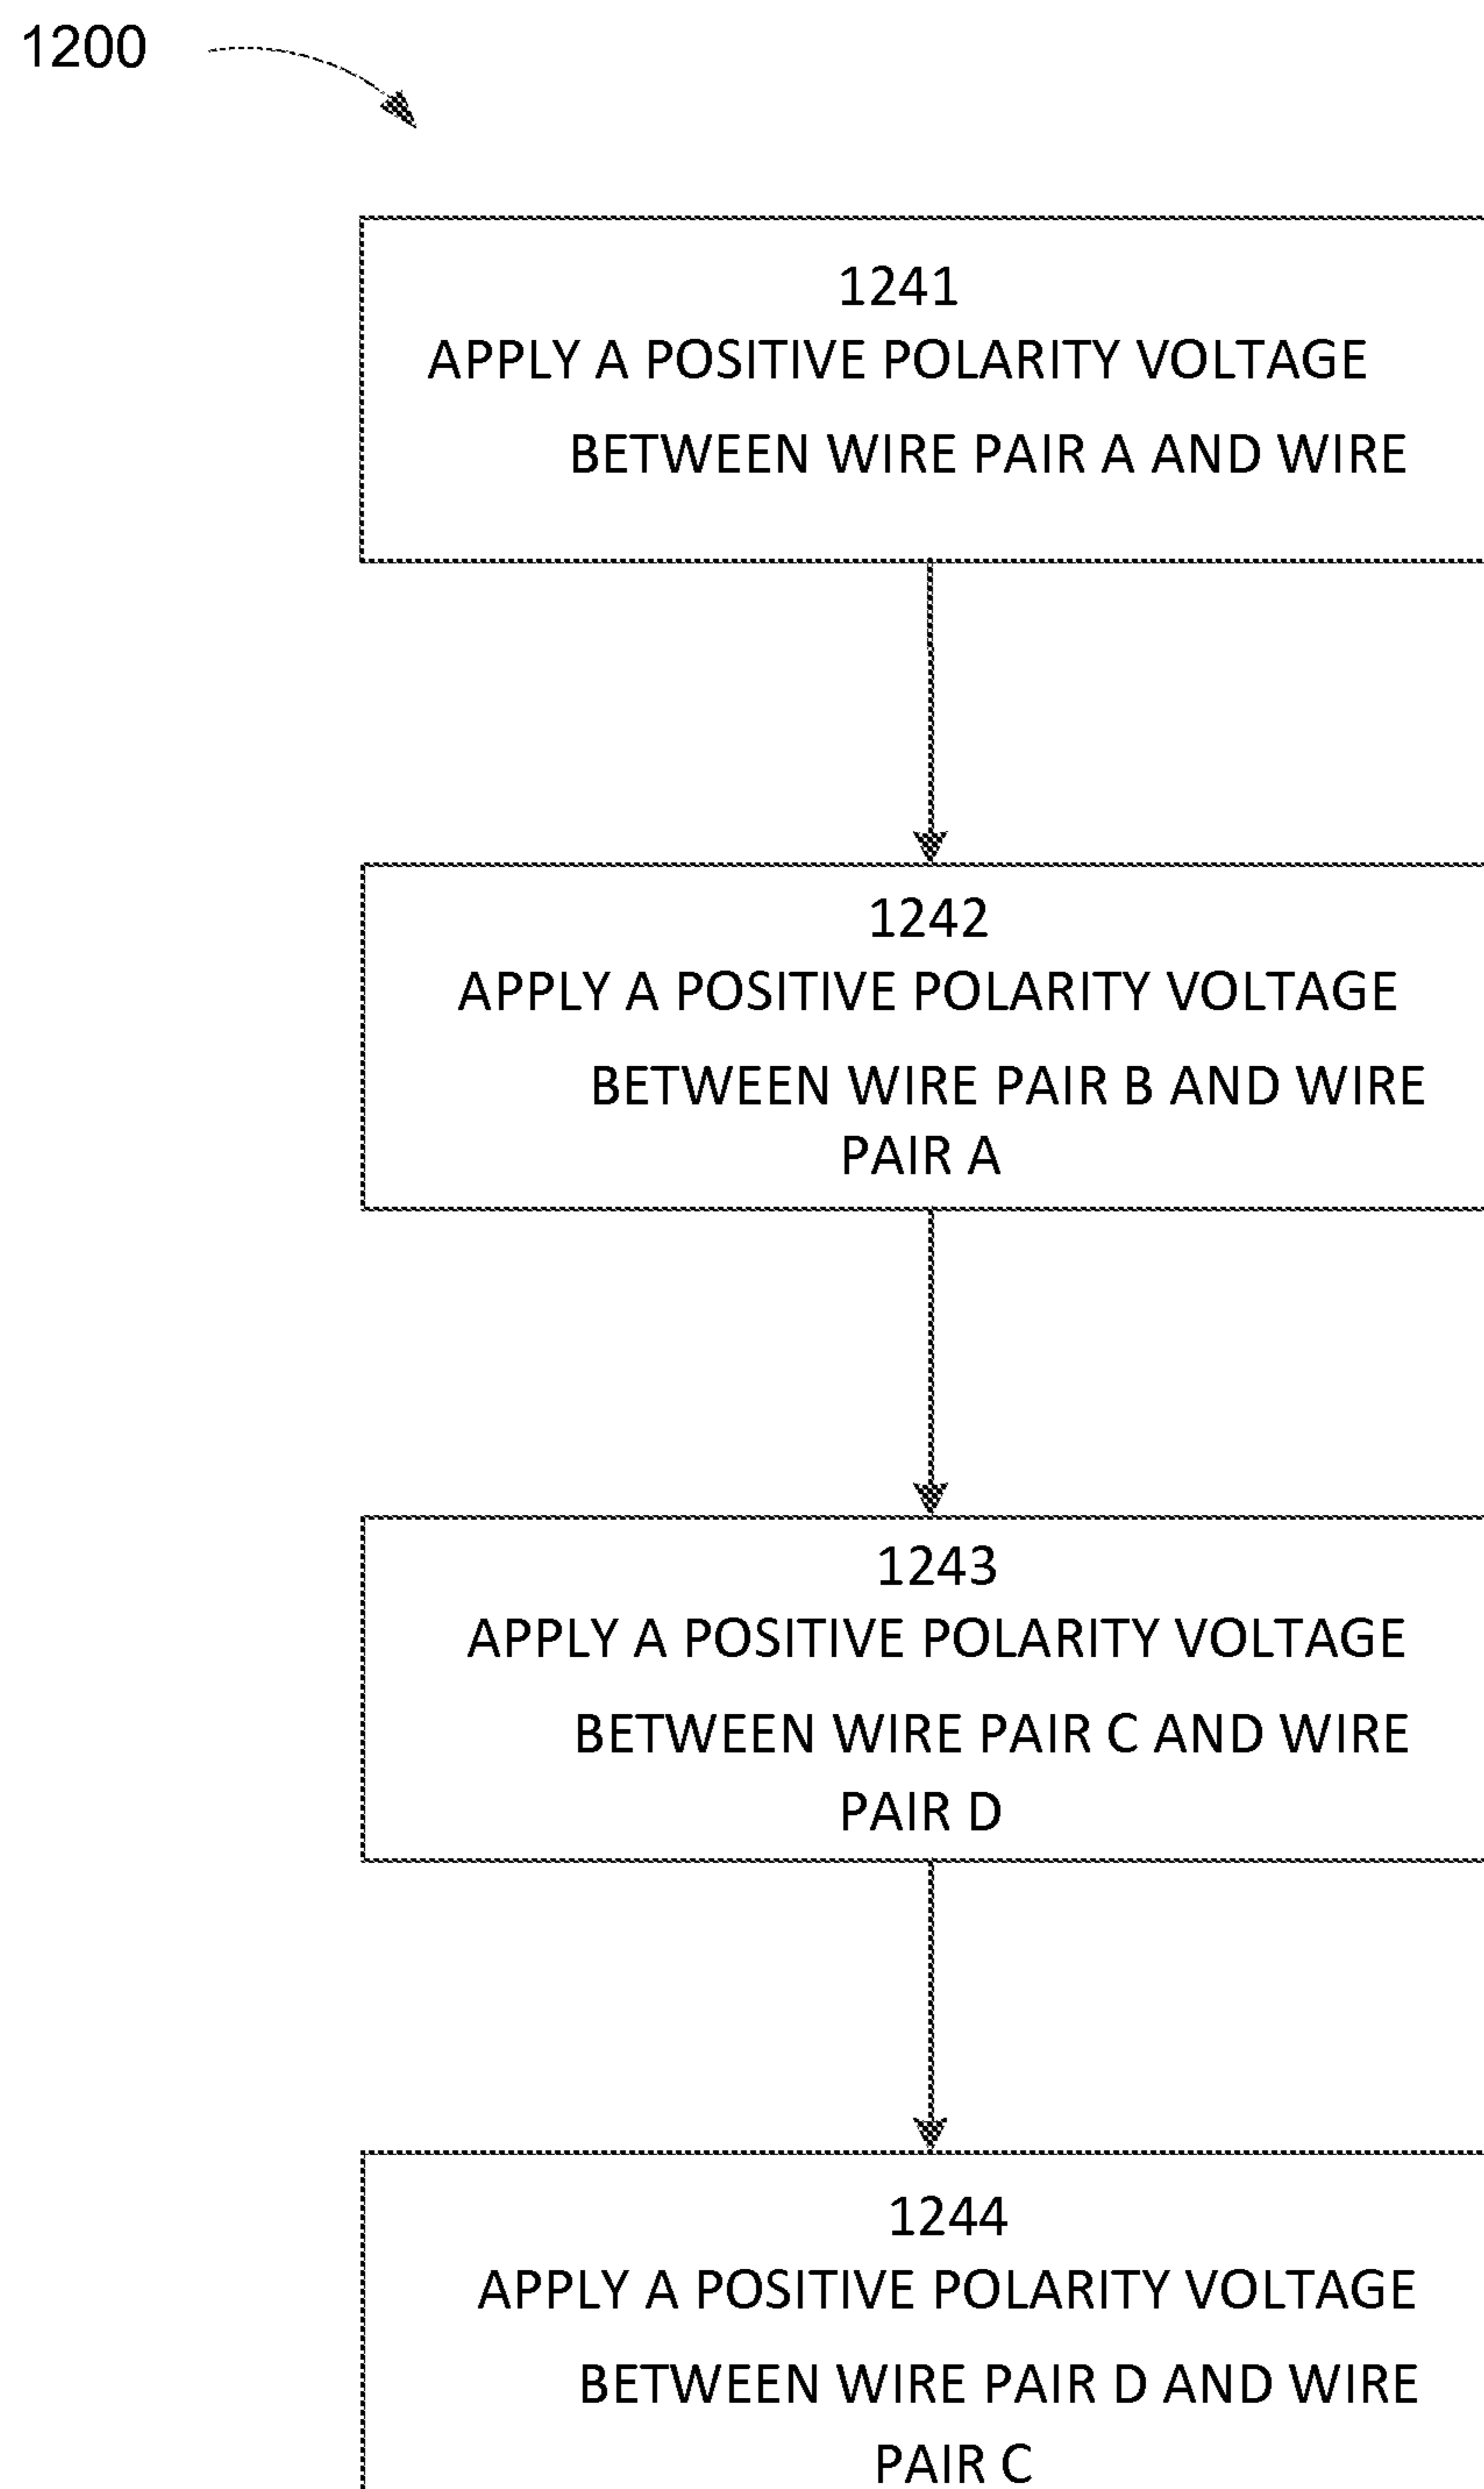 1200
1241
APPLY A POSITIVE POLARITY VOLTAGE
BETWEEN WIRE PAIR A AND WIRE
1242
APPLY A POSITIVE POLARITY VOLTAGE
BETWEEN WIRE PAIR B AND WIRE
PAIR A
1243
APPLY A POSITIVE POLARITY VOLTAGE
BETWEEN WIRE PAIR C AND WIRE
PAIR D
1244
APPLY A POSITIVE POLARITY VOLTAGE
BETWEEN WIRE PAIR D AND WIRE
PAIR C